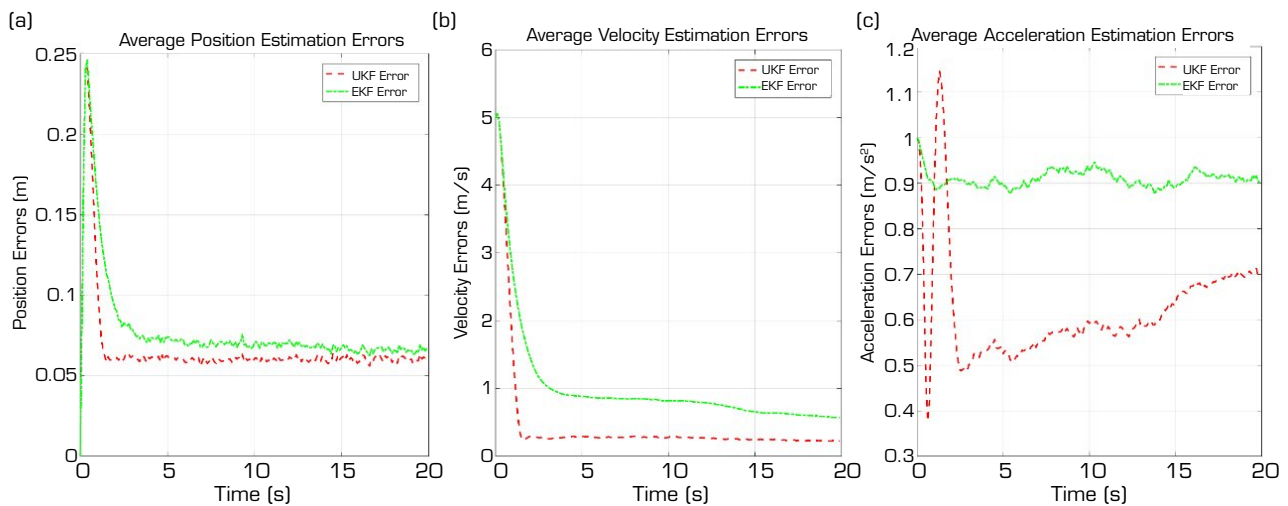 (a)
Average Position Estimation Errors
UKF Error
EKF Error
0.25
0.2
0.15
0.1
0.05
0
Position Errors (m)
0 5 10 15 20
Time (s)
(b)
Average Velocity Estimation Errors
UKF Error
EKF Error
6
5
4
3
2
1
0
Velocity Errors (m/s)
0 5 10 15 20
Time (s)
(c)
Average Acceleration Estimation Errors
UKF Error
EKF Error
1.2
1.1
1
0.9
0.8
0.7
0.6
0.5
0.4
0.3
Acceleration Errors (m/s²)
0 5 10 15 20
Time (s)